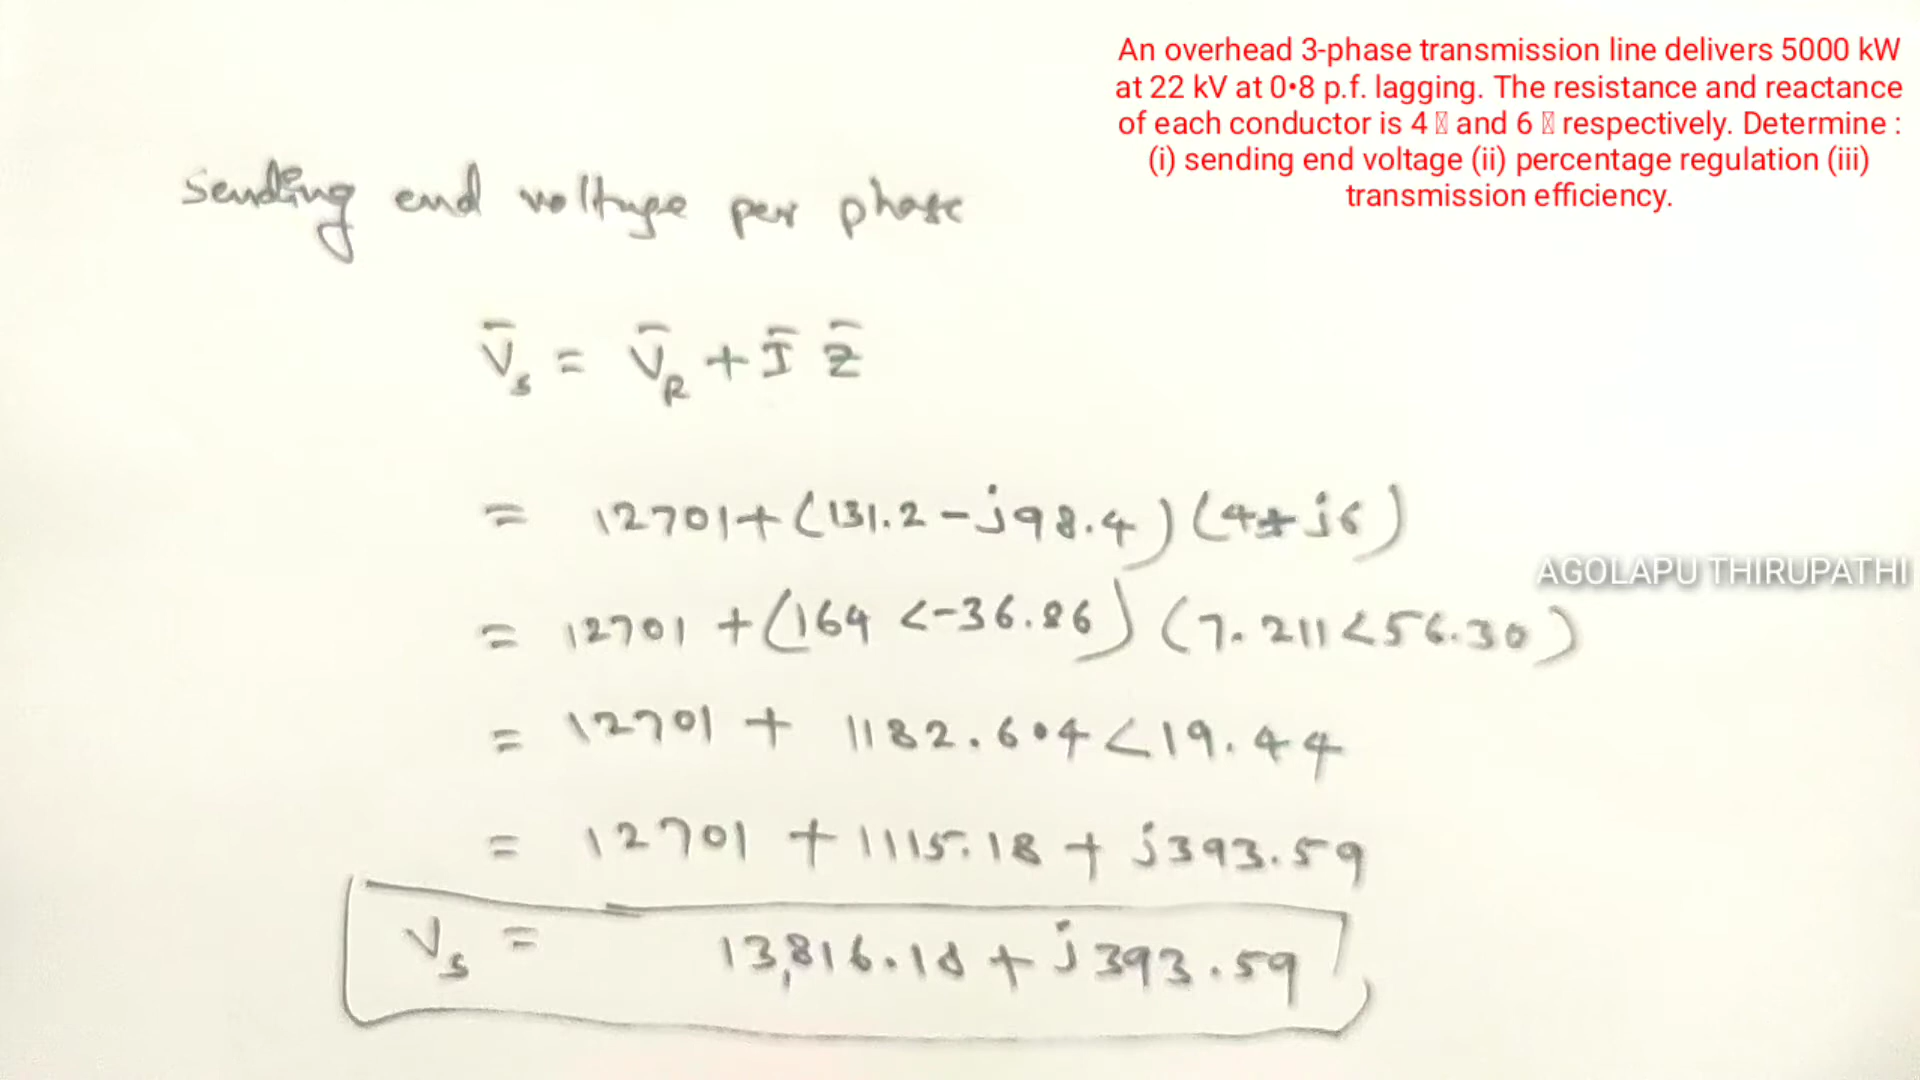 An overhead 3-phase transmission line delivers 5000 kW
at 22 kV at 0•8 p.f. lagging. The resistance and reactance
of each conductor is 4 and 6 respectively. Determine :
(i) sending end voltage (ii) percentage regulation (iii)
transmission efficiency.
sending end voltage per phase
V̄s = V̄R + Ī Z̄
= 12701 + (131.2 - j98.4) (4 + j6)
= 12701 + (164 <-36.86) (7.211 <56.30)
= 12701 + 1182.604 <19.44
= 12701 + 1115.18 + j393.59
Vs = 13,816.18 + j393.59
AGOLAPU THIRUPATHI